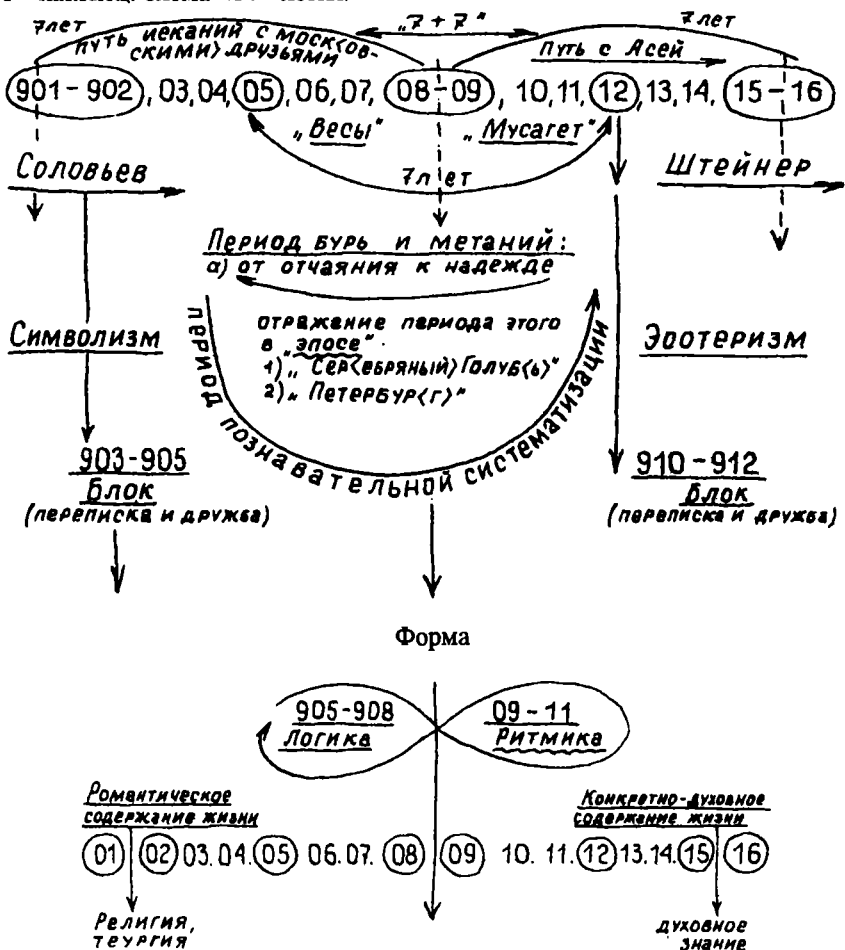 7лет
путь исканий с моск<ов-
скими> друзьями
„7+7“
7лет
путь с Асей
901-902, 03, 04, 05, 06, 07, 08-09, 10, 11, 12, 13, 14, 15-16
„Весы“
„Мусагет“
7лет
Соловьев
Штейнер
Период бурь и метаний:
а) от отчаяния к надежде
Символизм
отражение периода этого
в „эпосе“
1) „Сер<ебряный> Голуб<ь>“
2) „Петербур<г>“
Эзотеризм
период познавательной систематизации
903-905
Блок
(переписка и дружба)
910-912
Блок
(переписка и дружба)
Форма
905-908
Логика
09-11
Ритмика
Романтическое
содержание жизни
Конкретно-духовное
содержание жизни
01 02 03. 04. 05 06. 07. 08 09 10. 11. 12 13. 14. 15 16
Религия,
теургия
духовное
знание